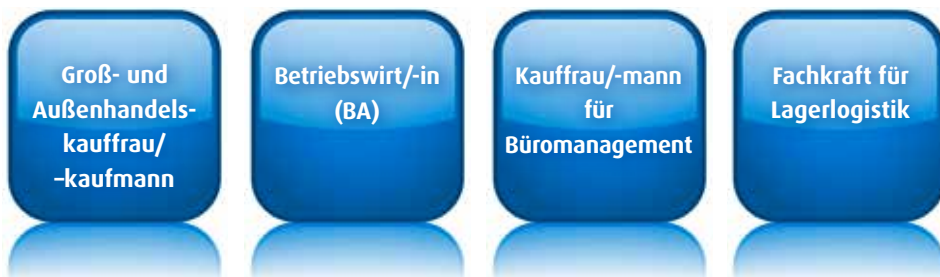 Groß- und
Außenhandels-
kauffrau/
–kaufmann
Betriebswirt/-in
(BA)
Kauffrau/-mann
für
Büromanagement
Fachkraft für
Lagerlogistik